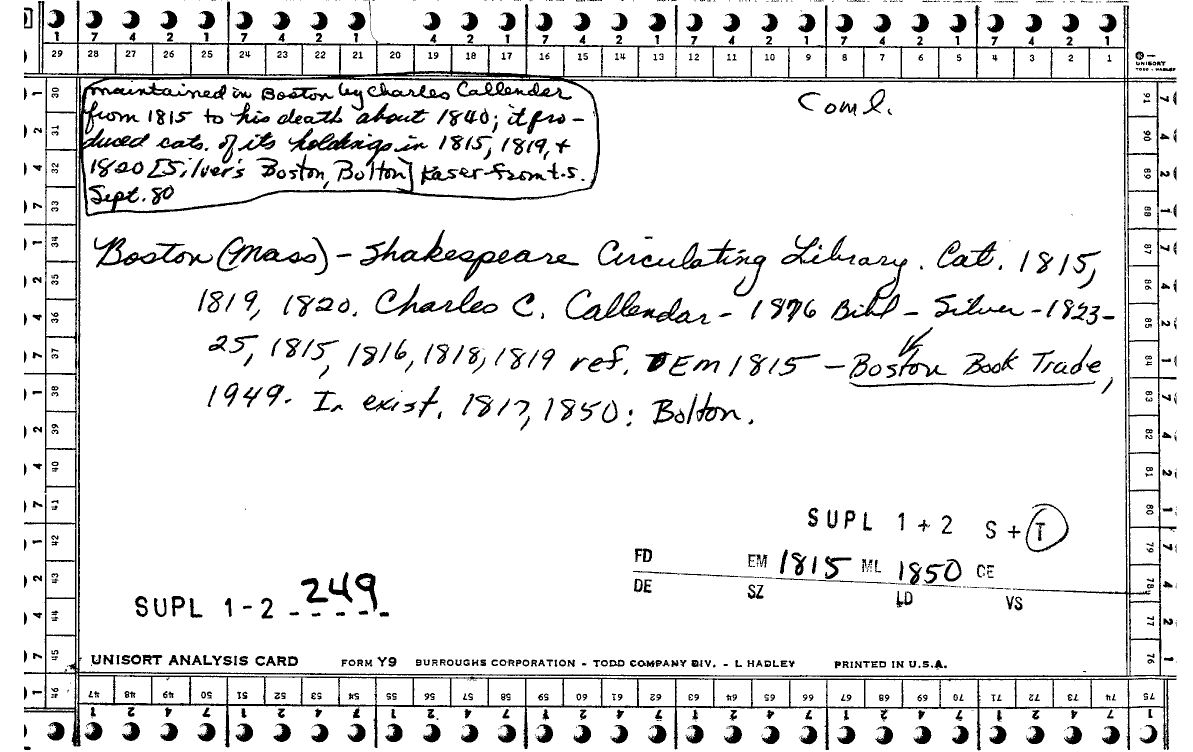 1 7 4 2 1 7 4 2 1 4 2 1 7 4 2 1 7 4 2 1 7 4 2 1 7 4 2 1
29 28 27 26 25 24 23 22 21 20 19 18 17 16 15 14 13 12 11 10 9 8 7 6 5 4 3 2 1
UNISORT
TODD - HADLEY
maintained in Boston by Charles Callender
from 1815 to his death about 1840; it pro-
duced cats. of its holdings in 1815, 1819, +
1820 [Silver's Boston, Bolton] Kaser from t.s.
Sept. 80
Coml.
Boston (Mass) - Shakespeare Circulating Library. Cat. 1815,
1819, 1820. Charles C. Callendar - 1876 Bibl - Silver - 1823-
25, 1815, 1816, 1818, 1819 ref. DEm 1815 - Boston Book Trade,
1949. In exist. 1817, 1850: Bolton.
SUPL 1 + 2 S + T
FD EM 1815 ML 1850 CE
DE SZ LD VS
SUPL 1-2 249
UNISORT ANALYSIS CARD FORM Y9 BURROUGHS CORPORATION - TODD COMPANY DIV. - L HADLEY PRINTED IN U.S.A.
30 31 32 33 34 35 36 37 38 39 40 41 42 43 44 45 46
91 90 89 88 87 86 85 84 83 82 81 80 79 78 77 76 75
47 48 49 50 51 52 53 54 55 56 57 58 59 60 61 62 63 64 65 66 67 68 69 70 71 72 73 74